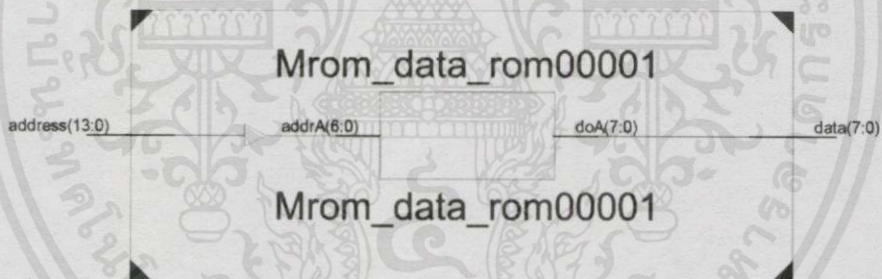 Mrom_data_rom00001
address(13:0) addrA(6:0) doA(7:0) data(7:0)
Mrom_data_rom00001